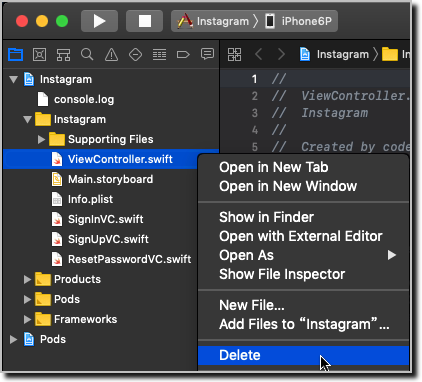 Instagram iPhone6P
Instagram In
Instagram
console.log
Instagram
Supporting Files
ViewController.swift
Main.storyboard
Info.plist
SignInVC.swift
SignUpVC.swift
ResetPasswordVC.swift
Products
Pods
Frameworks
Pods
1 //
2 // ViewController.
3 // Instagram
4 //
5 // Created by code
Open in New Tab
Open in New Window
Show in Finder
Open with External Editor
Open As
Show File Inspector
New File...
Add Files to “Instagram”...
Delete